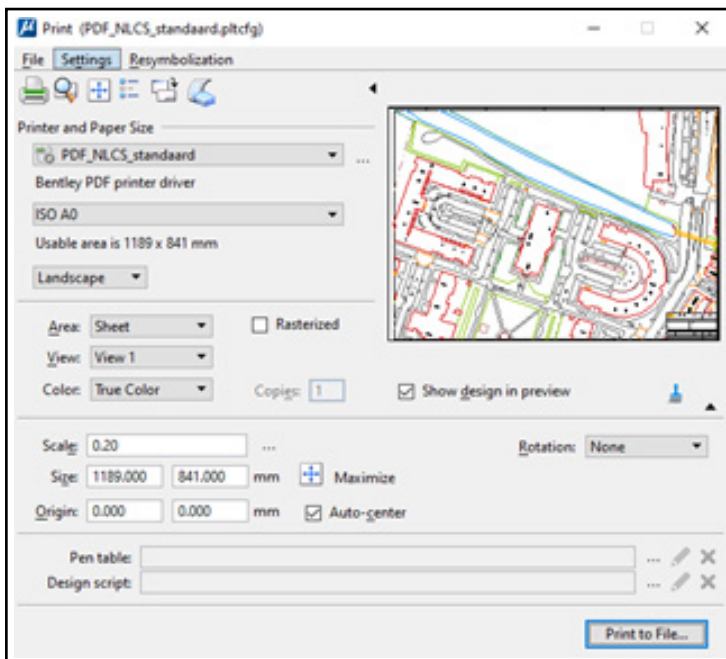 Print (PDF_NLCS_standaard.pltcfg)
File Settings Resymbolization
Printer and Paper Size
PDF_NLCS_standaard ...
Bentley PDF printer driver
ISO A0
Usable area is 1189 x 841 mm
Landscape
Area: Sheet Rasterized
View: View 1
Color: True Color Copies: 1 Show design in preview
Scale: 0.20 ... Rotation: None
Size: 1189.000 841.000 mm Maximize
Origin: 0.000 0.000 mm Auto-center
Pen table: ...
Design script: ...
Print to File...